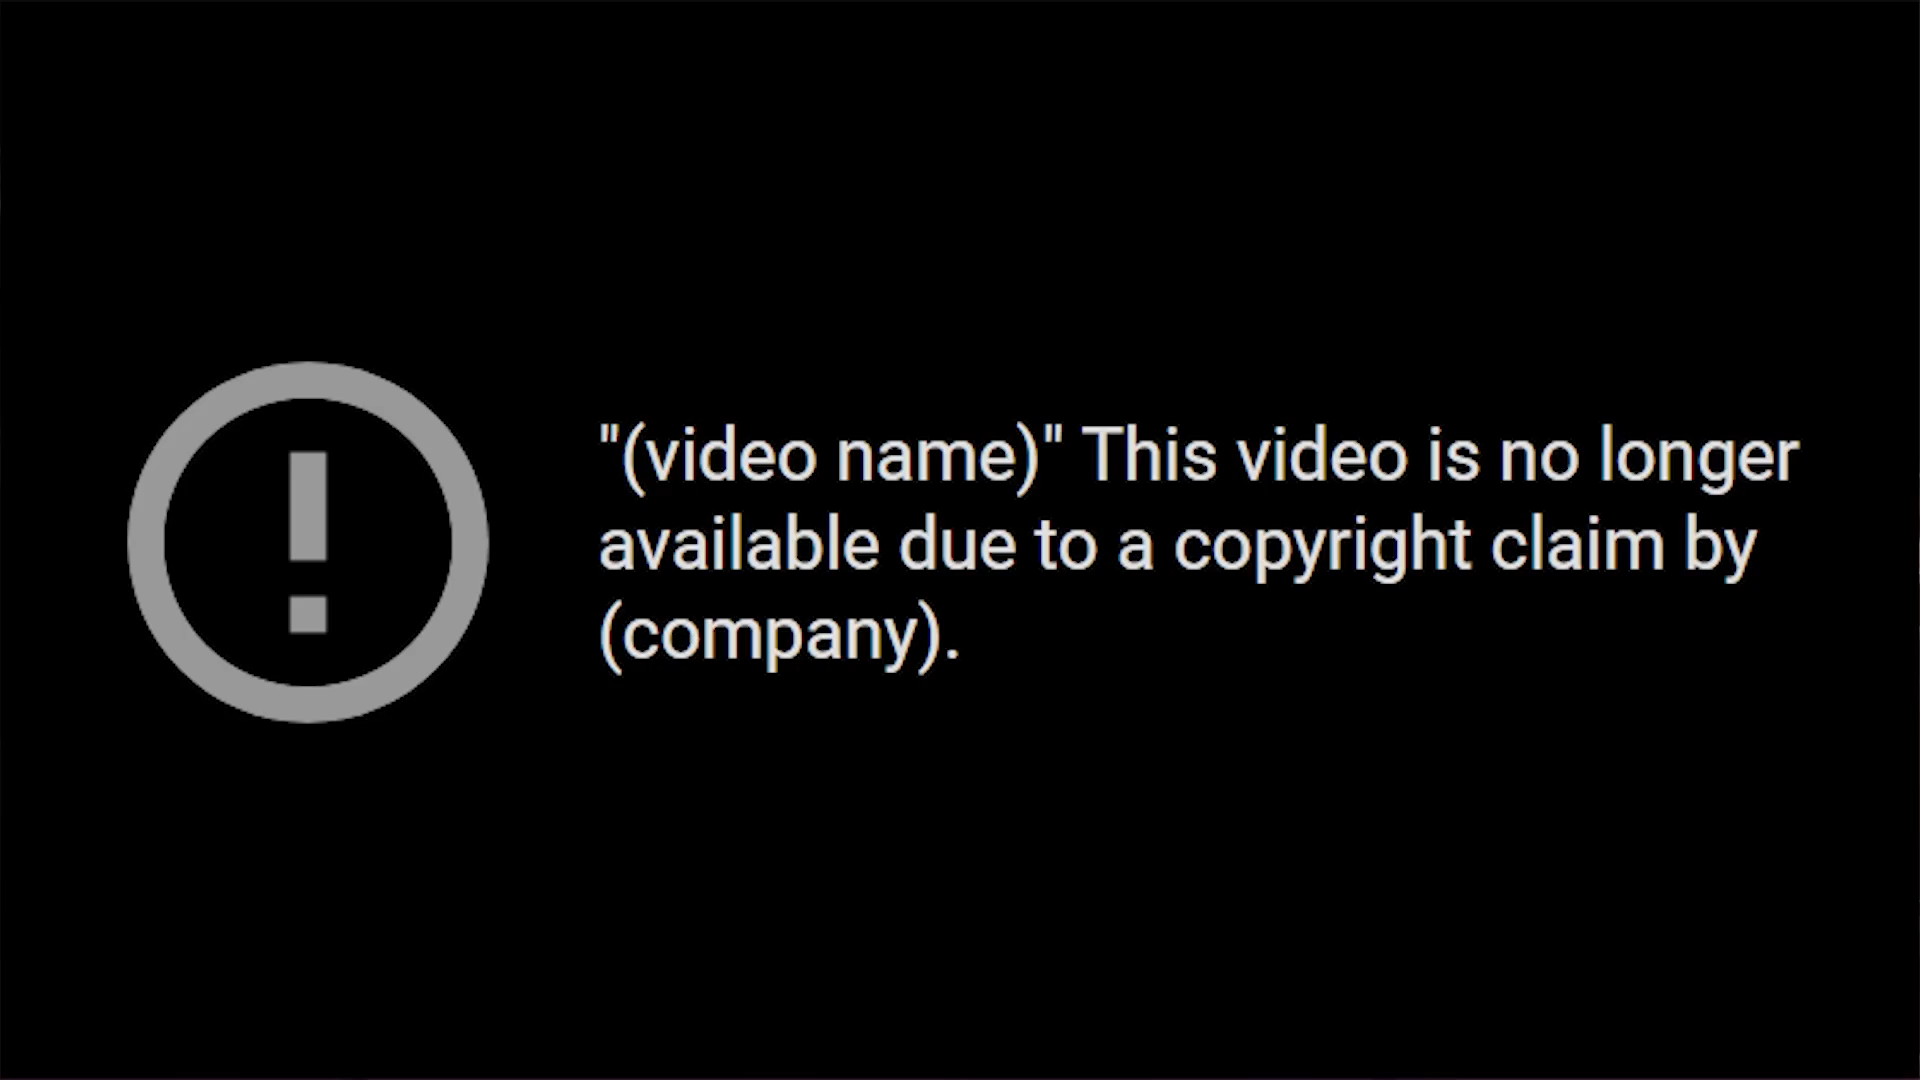 "(video name)" This video is no longer
available due to a copyright claim by
(company).